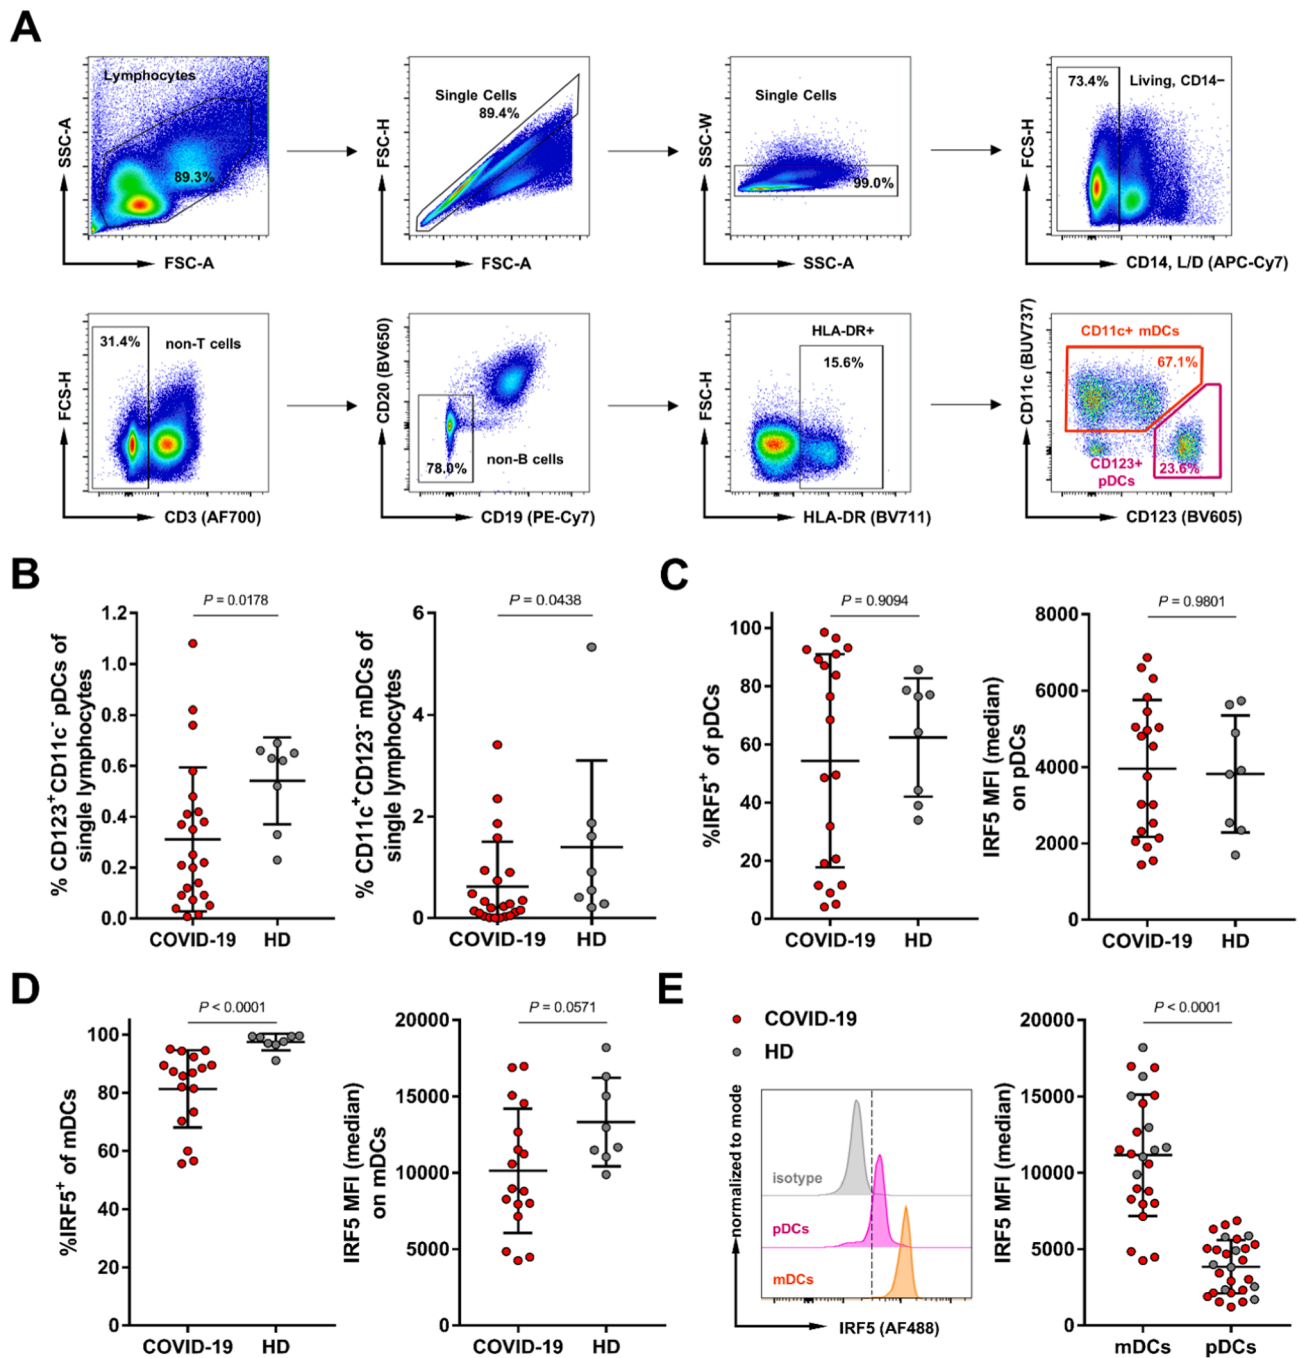 A
Lymphocytes
89.3%
SSC-A
FSC-A
Single Cells
89.4%
FSC-H
FSC-A
Single Cells
99.0%
SSC-W
SSC-A
73.4%
Living, CD14−
FCS-H
CD14, L/D (APC-Cy7)
31.4%
non-T cells
FCS-H
CD3 (AF700)
CD20 (BV650)
78.0%
non-B cells
CD19 (PE-Cy7)
HLA-DR+
15.6%
FSC-H
HLA-DR (BV711)
CD11c (BUV737)
CD11c+ mDCs
67.1%
CD123+
pDCs
23.6%
CD123 (BV605)
B
P = 0.0178
% CD123⁺CD11c⁻ pDCs of
single lymphocytes
1.2
1.0
0.8
0.6
0.4
0.2
0.0
COVID-19 HD
P = 0.0438
% CD11c⁺CD123⁻ mDCs of
single lymphocytes
6
4
2
0
COVID-19 HD
C
P = 0.9094
%IRF5⁺ of pDCs
100
80
60
40
20
0
COVID-19 HD
P = 0.9801
IRF5 MFI (median)
on pDCs
8000
6000
4000
2000
0
COVID-19 HD
D
P < 0.0001
%IRF5⁺ of mDCs
100
80
60
40
20
0
COVID-19 HD
P = 0.0571
IRF5 MFI (median)
on mDCs
20000
15000
10000
5000
0
COVID-19 HD
E
COVID-19
HD
normalized to mode
isotype
pDCs
mDCs
IRF5 (AF488)
P < 0.0001
IRF5 MFI (median)
20000
15000
10000
5000
0
mDCs pDCs